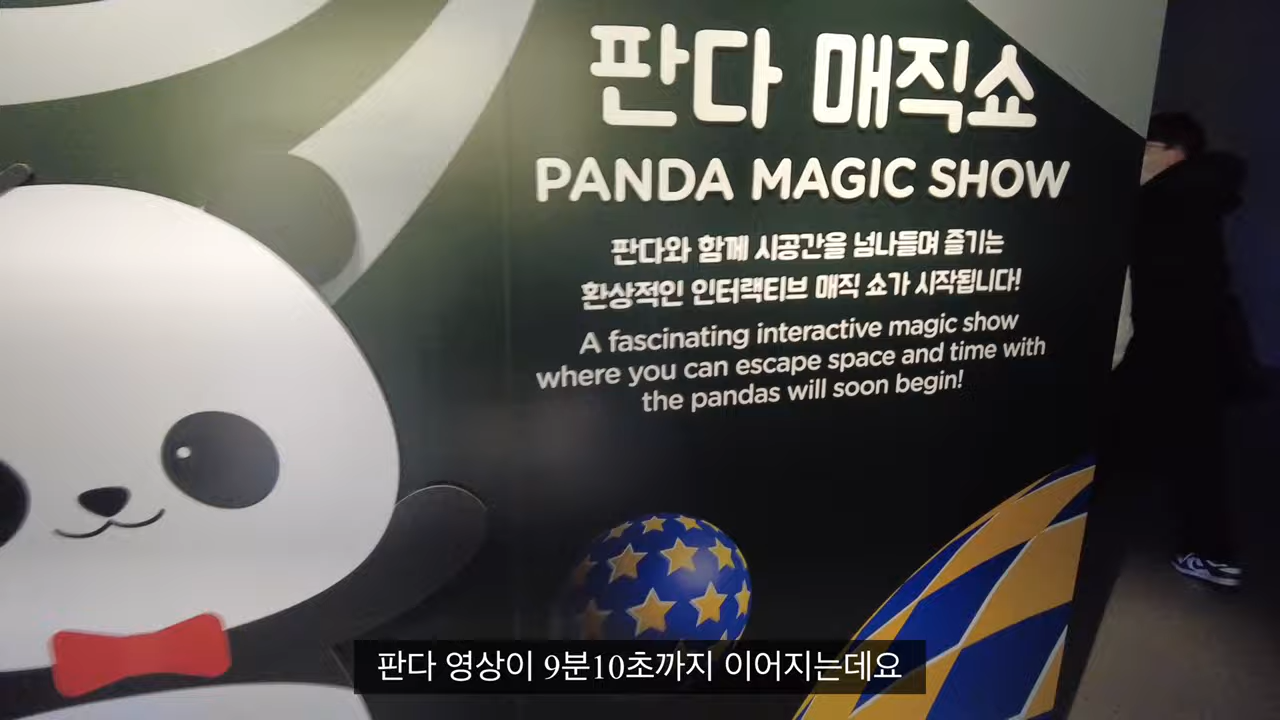 판다 매직쇼
PANDA MAGIC SHOW
판다와 함께 시공간을 넘나들며 즐기는
환상적인 인터랙티브 매직 쇼가 시작됩니다!
A fascinating interactive magic show
where you can escape space and time with
the pandas will soon begin!
판다 영상이 9분10초까지 이어지는데요